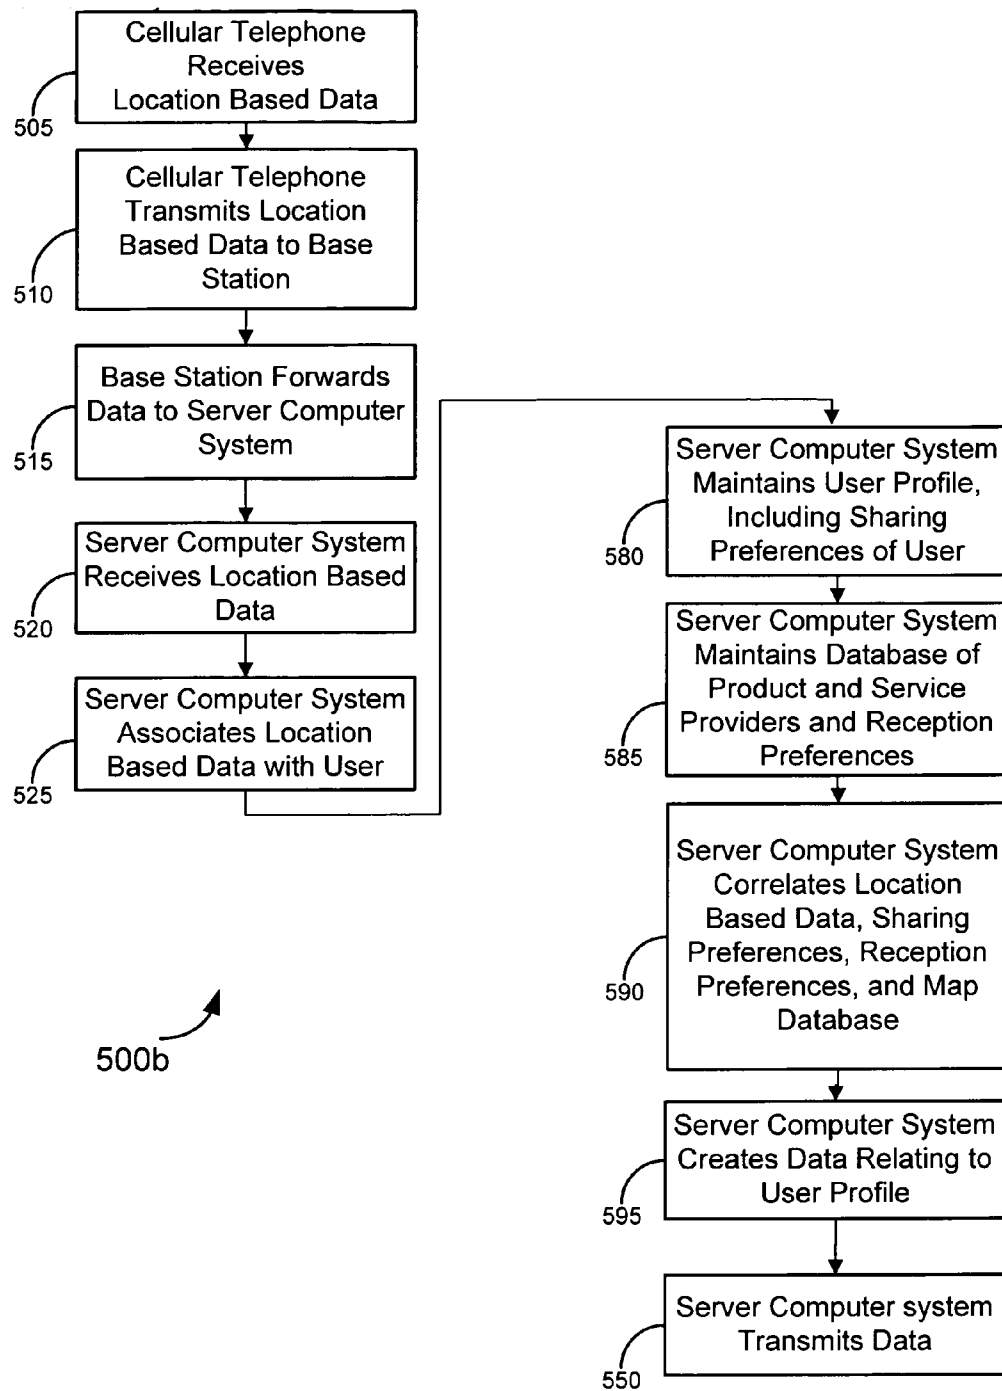 Cellular Telephone
Receives
Location Based Data
505
Cellular Telephone
Transmits Location
Based Data to Base
Station
510
Base Station Forwards
Data to Server Computer
System
515
Server Computer System
Receives Location Based
Data
520
Server Computer System
Associates Location
Based Data with User
525
Server Computer System
Maintains User Profile,
Including Sharing
Preferences of User
580
Server Computer System
Maintains Database of
Product and Service
Providers and Reception
Preferences
585
Server Computer System
Correlates Location
Based Data, Sharing
Preferences, Reception
Preferences, and Map
Database
590
Server Computer System
Creates Data Relating to
User Profile
595
Server Computer system
Transmits Data
550
500b